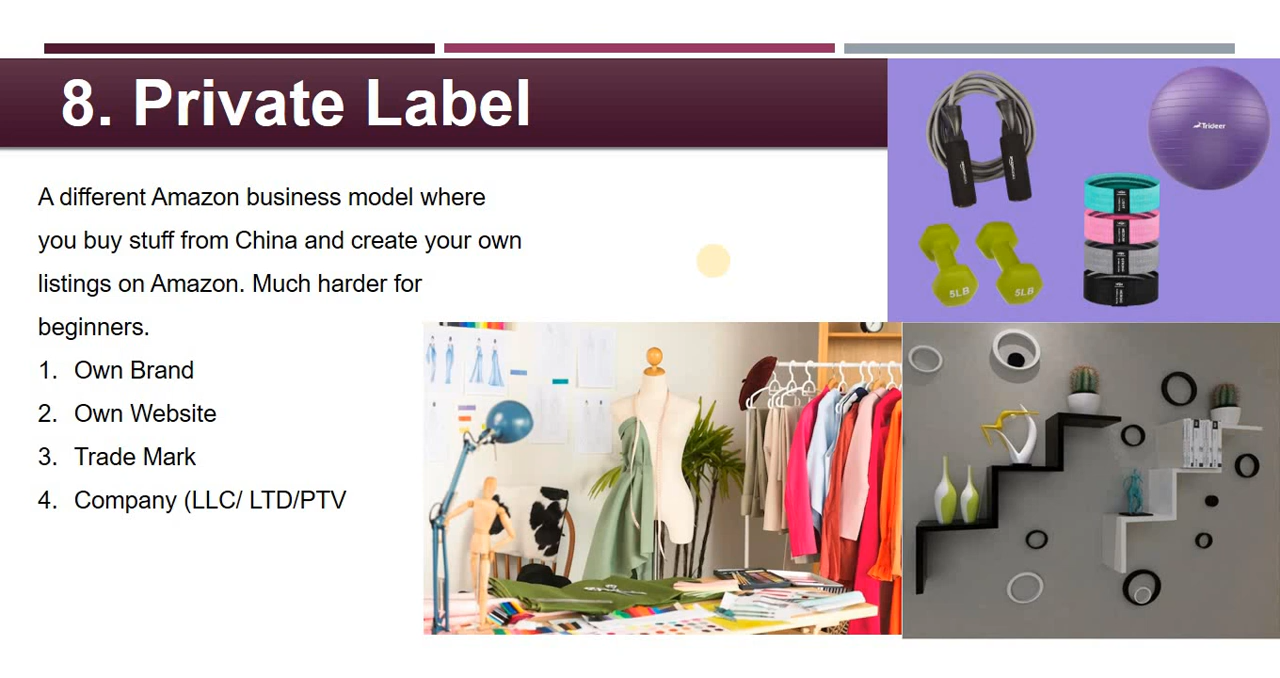 8. Private Label
A different Amazon business model where
you buy stuff from China and create your own
listings on Amazon. Much harder for
beginners.
1. Own Brand
2. Own Website
3. Trade Mark
4. Company (LLC/ LTD/PTV
Trideer
5LB
5LB